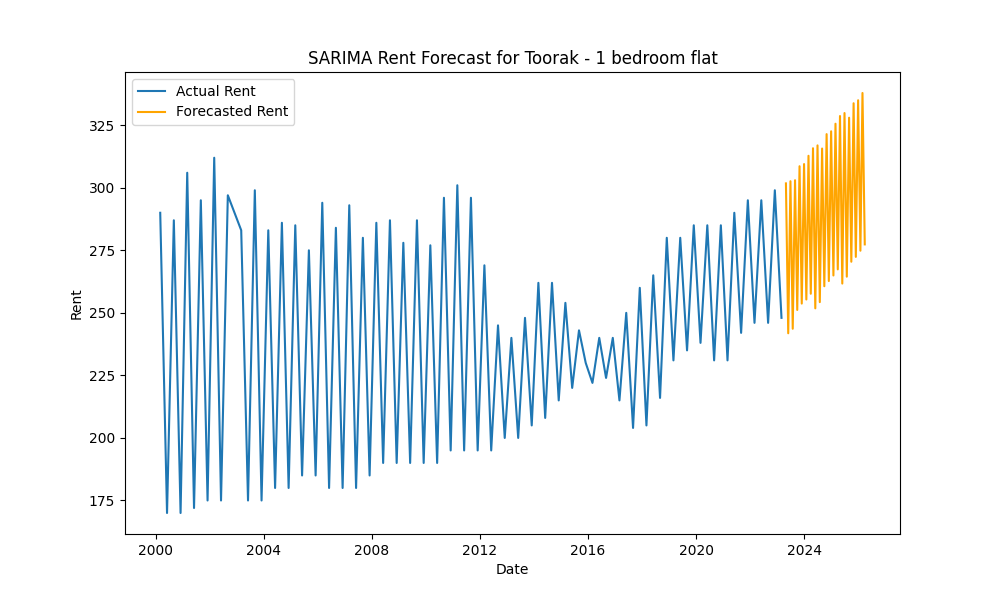 SARIMA Rent Forecast for Toorak - 1 bedroom flat
Actual Rent
Forecasted Rent
325
300
275
250
225
200
175
Rent
2000
2004
2008
2012
2016
2020
2024
Date